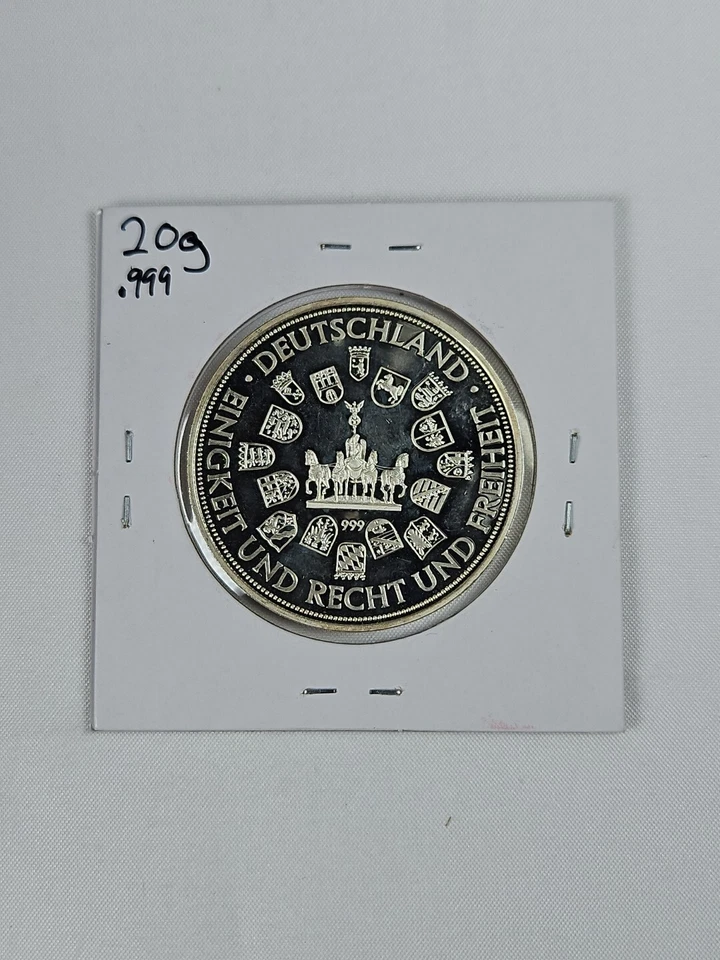 20g
.999
· DEUTSCHLAND ·
EINIGKEIT UND RECHT UND FREIHEIT
999